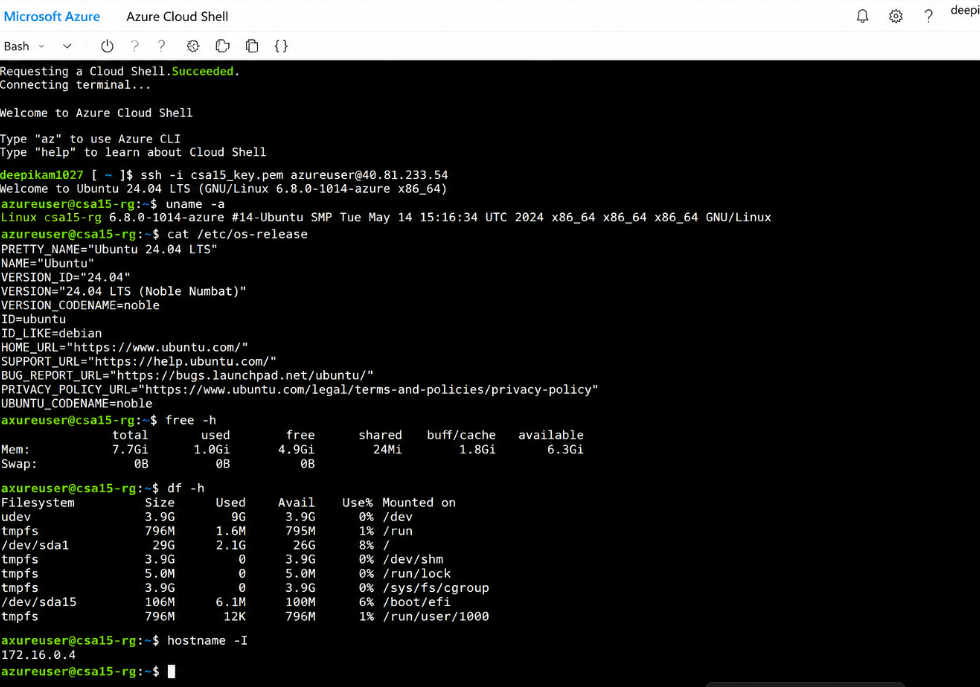 Microsoft Azure Azure Cloud Shell ? deepi
Bash ? ? {}
Requesting a Cloud Shell.Succeeded.
Connecting terminal...
Welcome to Azure Cloud Shell
Type "az" to use Azure CLI
Type "help" to learn about Cloud Shell
deepikam1027 [ ~ ]$ ssh -i csa15_key.pem azureuser@40.81.233.54
Welcome to Ubuntu 24.04 LTS (GNU/Linux 6.8.0-1014-azure x86_64)
azureuser@csa15-rg:~$ uname -a
Linux csa15-rg 6.8.0-1014-azure #14-Ubuntu SMP Tue May 14 15:16:34 UTC 2024 x86_64 x86_64 x86_64 GNU/Linux
azureuser@csa15-rg:~$ cat /etc/os-release
PRETTY_NAME="Ubuntu 24.04 LTS"
NAME="Ubuntu"
VERSION_ID="24.04"
VERSION="24.04 LTS (Noble Numbat)"
VERSION_CODENAME=noble
ID=ubuntu
ID_LIKE=debian
HOME_URL="https://www.ubuntu.com/"
SUPPORT_URL="https://help.ubuntu.com/"
BUG_REPORT_URL="https://bugs.launchpad.net/ubuntu/"
PRIVACY_POLICY_URL="https://www.ubuntu.com/legal/terms-and-policies/privacy-policy"
UBUNTU_CODENAME=noble
axureuser@csa15-rg:~$ free -h
total used free shared buff/cache available
Mem: 7.7Gi 1.0Gi 4.9Gi 24Mi 1.8Gi 6.3Gi
Swap: 0B 0B 0B
axureuser@csa15-rg:~$ df -h
Filesystem Size Used Avail Use% Mounted on
udev 3.9G 9G 3.9G 0% /dev
tmpfs 796M 1.6M 795M 1% /run
/dev/sda1 29G 2.1G 26G 8% /
tmpfs 3.9G 0 3.9G 0% /dev/shm
tmpfs 5.0M 0 5.0M 0% /run/lock
tmpfs 3.9G 0 3.9G 0% /sys/fs/cgroup
/dev/sda15 106M 6.1M 100M 6% /boot/efi
tmpfs 796M 12K 796M 1% /run/user/1000
axureuser@csa15-rg:~$ hostname -I
172.16.0.4
azureuser@csa15-rg:~$